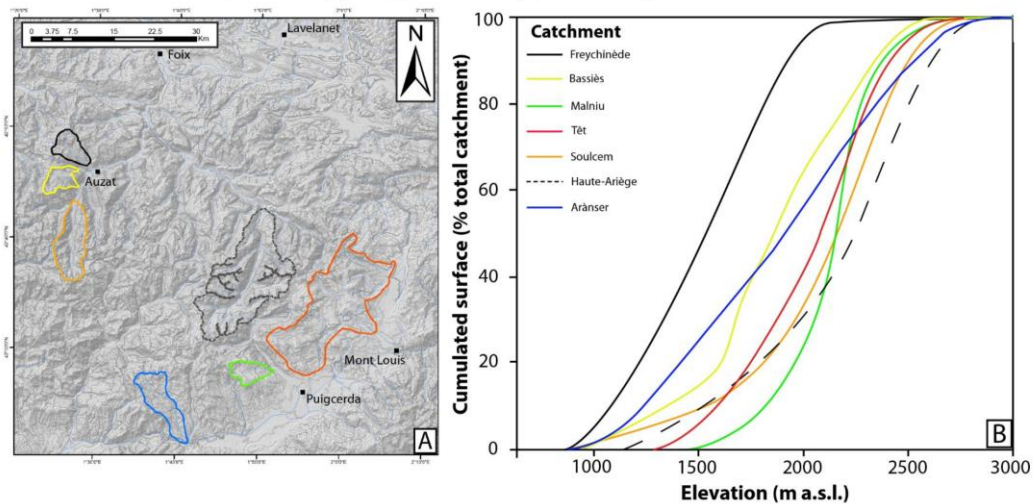 0 3.75 7.5 15 22.5 30
Km
N
Lavelanet
Foix
Auzat
Mont Louis
Puigcerda
A
Cumulated surface (% total catchment)
100
80
60
40
20
0
Catchment
Freychinède
Bassiès
Malniu
Têt
Soulcem
Haute-Ariège
Arànser
B
1000 1500 2000 2500 3000
Elevation (m a.s.l.)